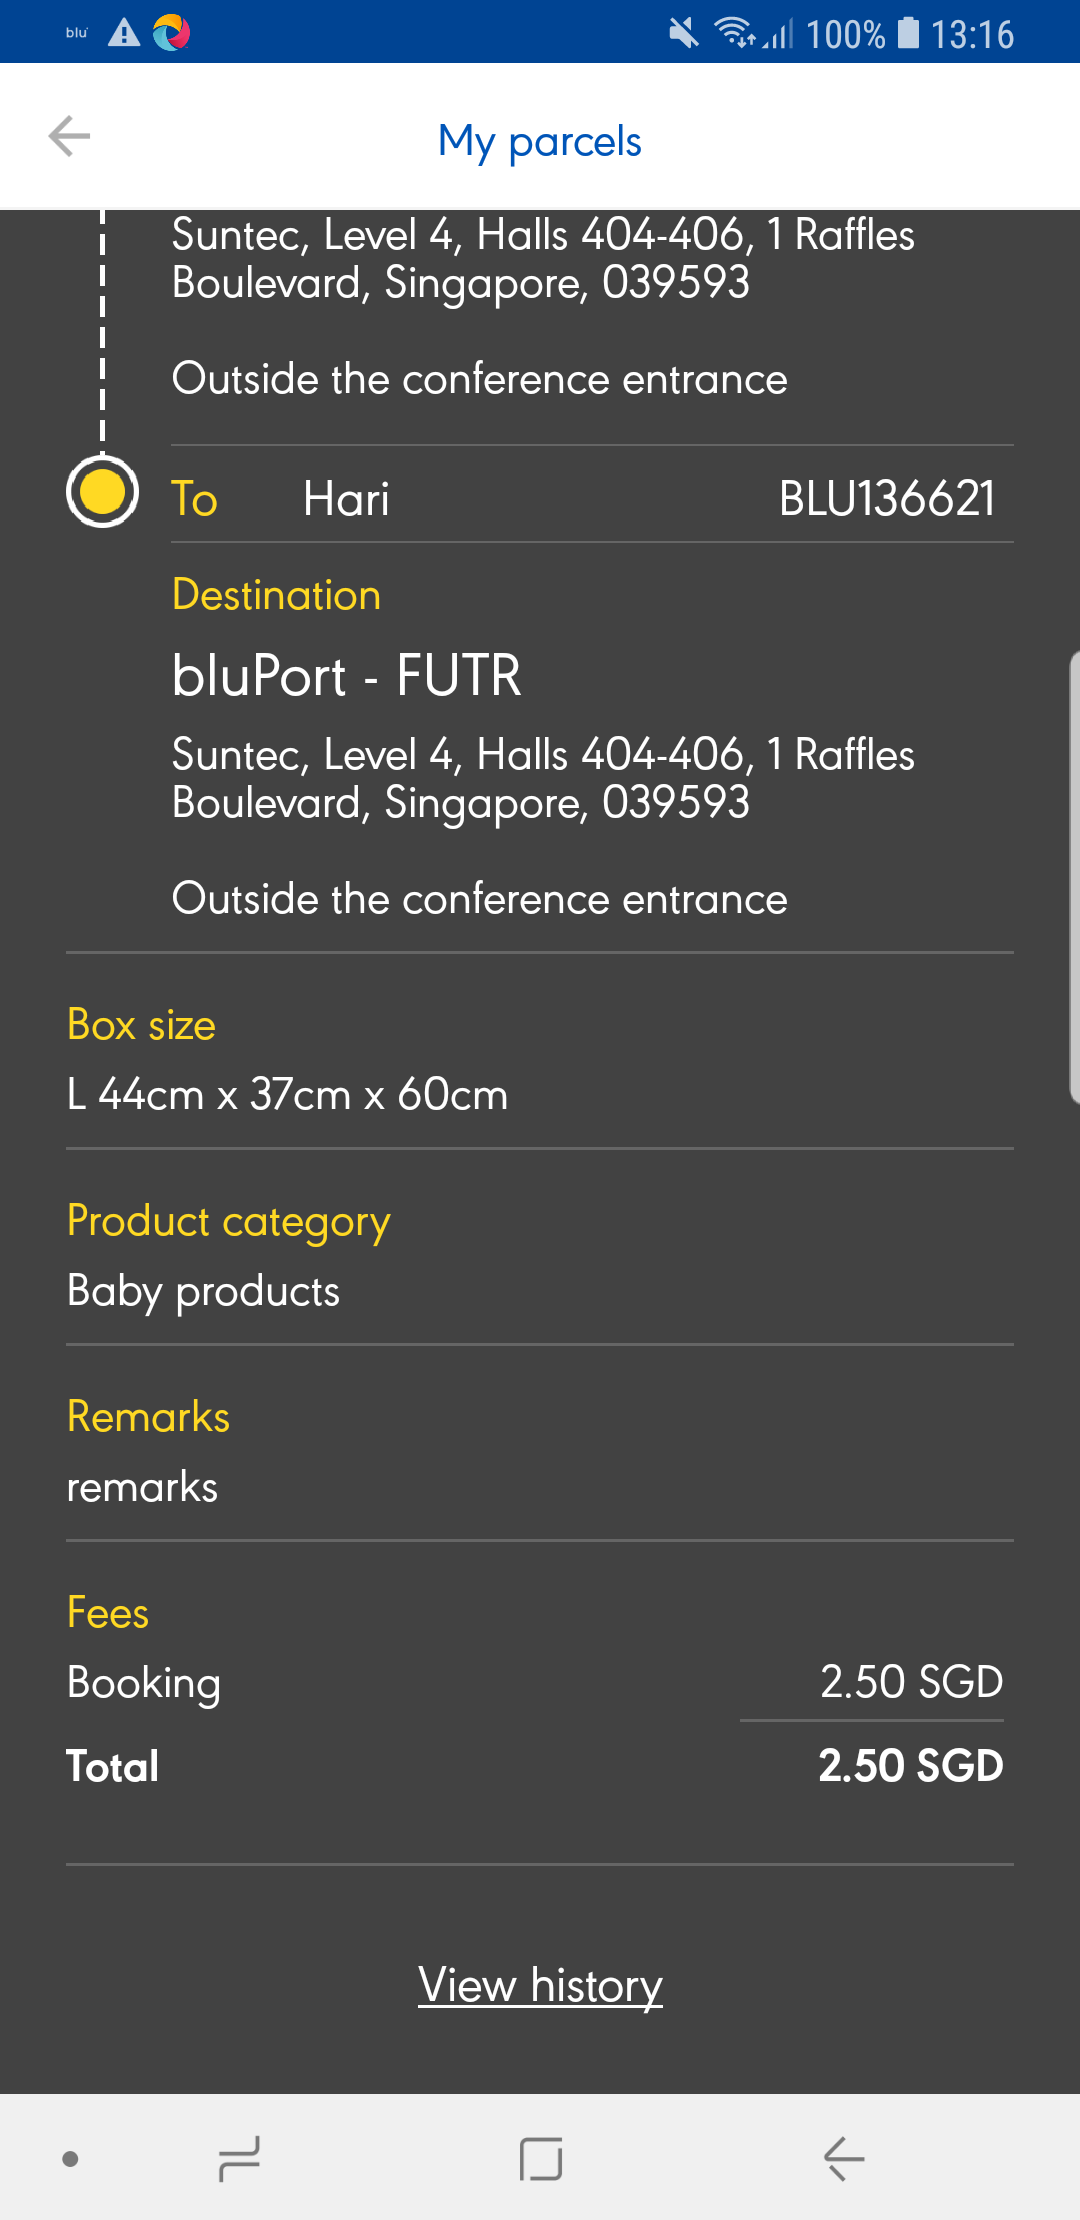 blu
100% 13:16
My parcels
Suntec, Level 4, Halls 404-406, 1 Raffles
Boulevard, Singapore, 039593
Outside the conference entrance
To Hari BLU136621
Destination
bluPort - FUTR
Suntec, Level 4, Halls 404-406, 1 Raffles
Boulevard, Singapore, 039593
Outside the conference entrance
Box size
L 44cm x 37cm x 60cm
Product category
Baby products
Remarks
remarks
Fees
Booking 2.50 SGD
Total 2.50 SGD
View history